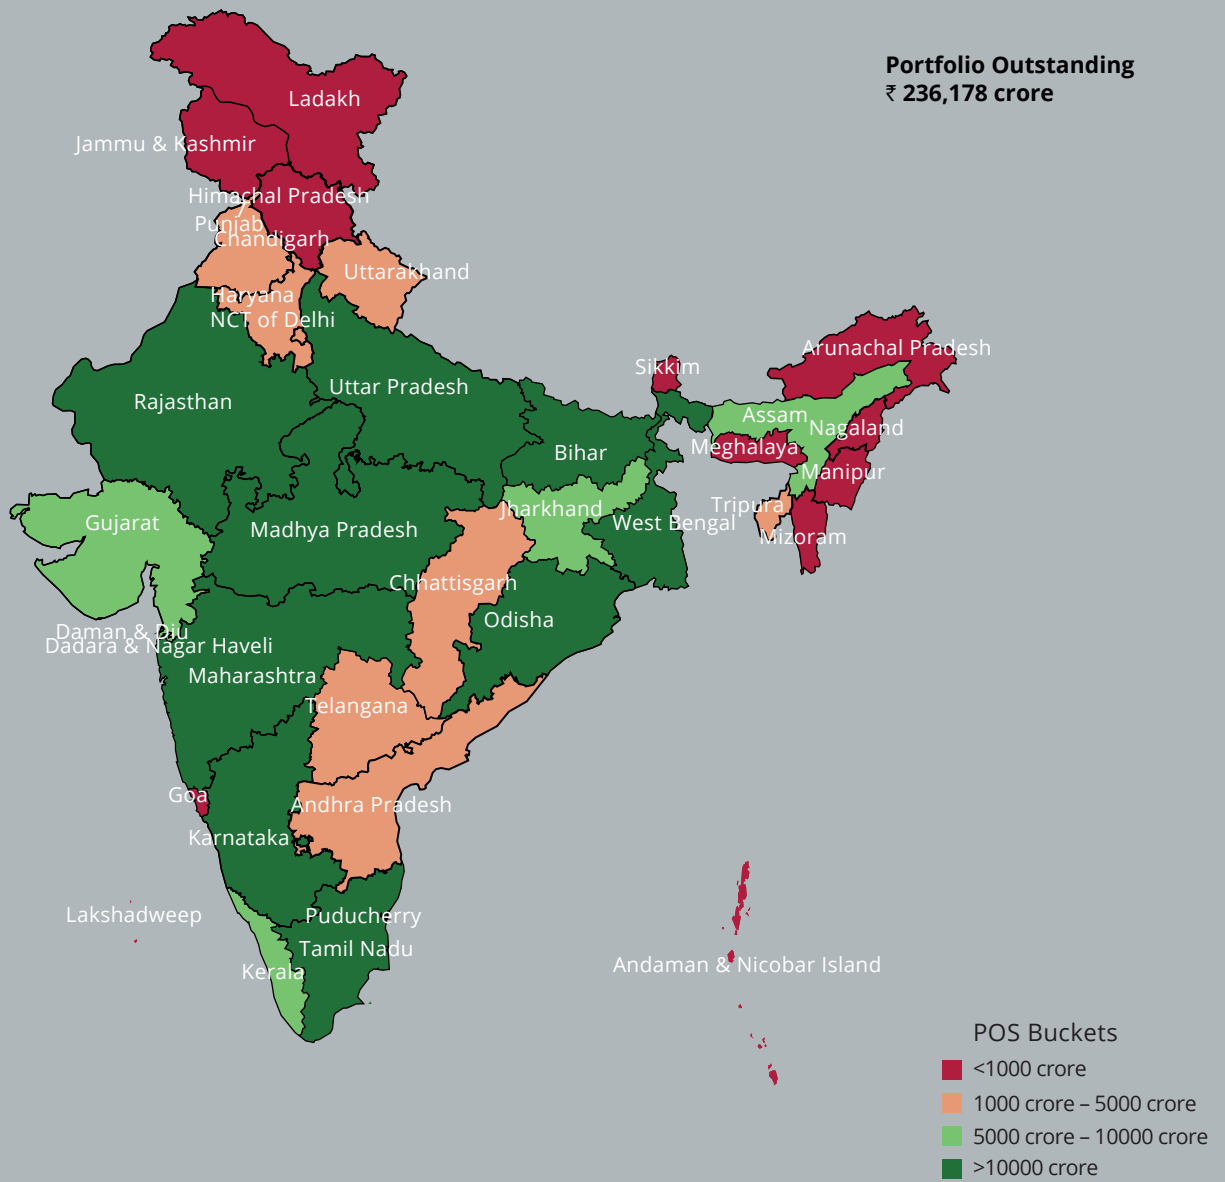 Portfolio Outstanding
₹ 236,178 crore
Ladakh
Jammu & Kashmir
Himachal Pradesh
Punjab
Chandigarh
Uttarakhand
Haryana
NCT of Delhi
Arunachal Pradesh
Sikkim
Uttar Pradesh
Rajasthan
Assam
Nagaland
Meghalaya
Bihar
Manipur
Tripura
Jharkhand
Gujarat
West Bengal
Madhya Pradesh
Mizoram
Chhattisgarh
Odisha
Daman & Diu
Dadara & Nagar Haveli
Maharashtra
Telangana
Goa
Andhra Pradesh
Karnataka
Lakshadweep
Puducherry
Tamil Nadu
Kerala
Andaman & Nicobar Island
POS Buckets
<1000 crore
1000 crore – 5000 crore
5000 crore – 10000 crore
>10000 crore